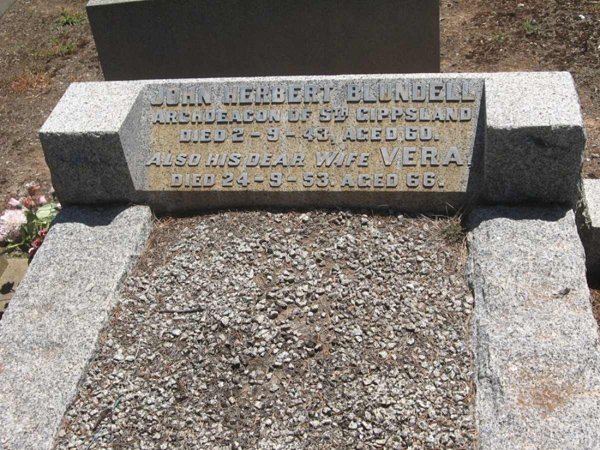 JOHN HERBERT BLUNDELL
ARCHDEACON OF STH GIPPSLAND
DIED 2-9-43, AGED 60.
ALSO HIS DEAR WIFE VERA
DIED 24-9-53. AGED 66.